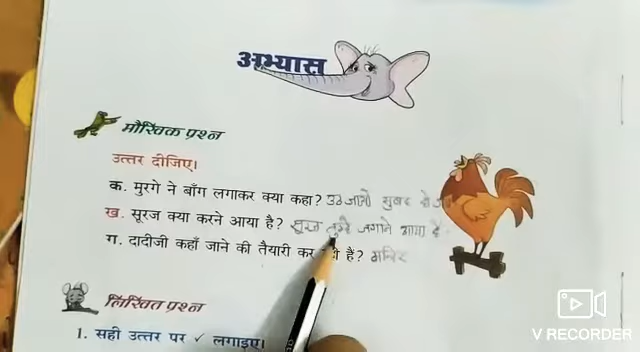 अभ्यास
मौखिक प्रश्न
उत्तर दीजिए।
क. मुरगे ने बाँग लगाकर क्या कहा? उठ जाओ सुबह हो
ख. सूरज क्या करने आया है? सूरज तुम्हें जगाने आया है
ग. दादीजी कहाँ जाने की तैयारी कर रही हैं? मन्दिर
लिखित प्रश्न
1. सही उत्तर पर ✓ लगाइए।
V RECORDER